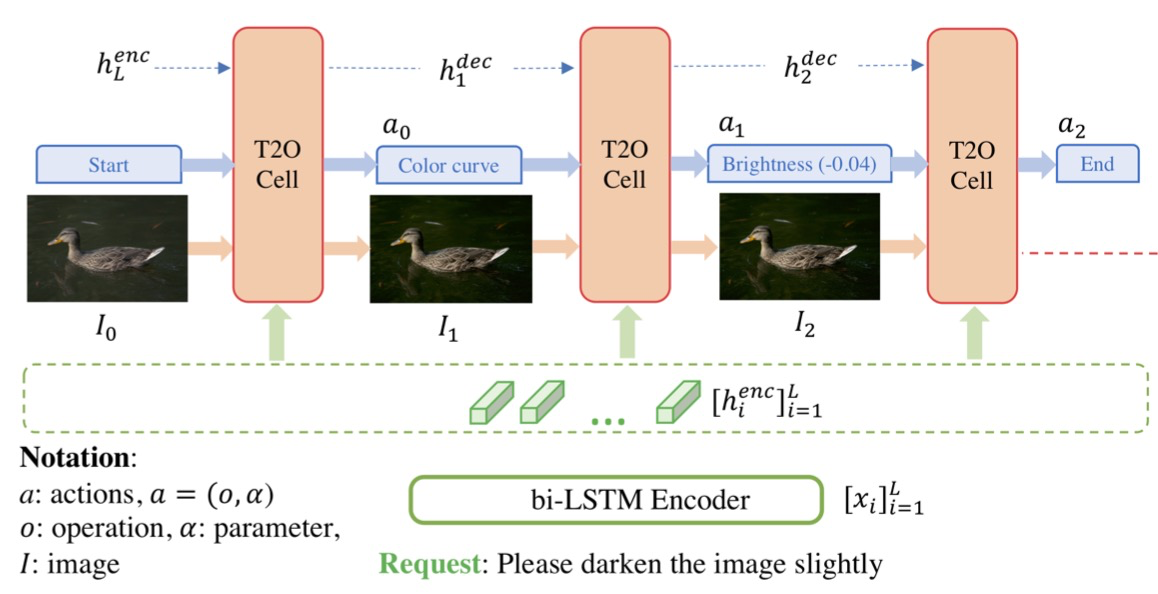 h_L^{enc}
h_1^{dec}
h_2^{dec}
a_0
a_1
a_2
Start
T2O Cell
Color curve
T2O Cell
Brightness (-0.04)
T2O Cell
End
I_0
I_1
I_2
...
[h_i^{enc}]_{i=1}^L
Notation:
a: actions, a = (o, α)
o: operation, α: parameter,
I: image
bi-LSTM Encoder
[x_i]_{i=1}^L
Request: Please darken the image slightly